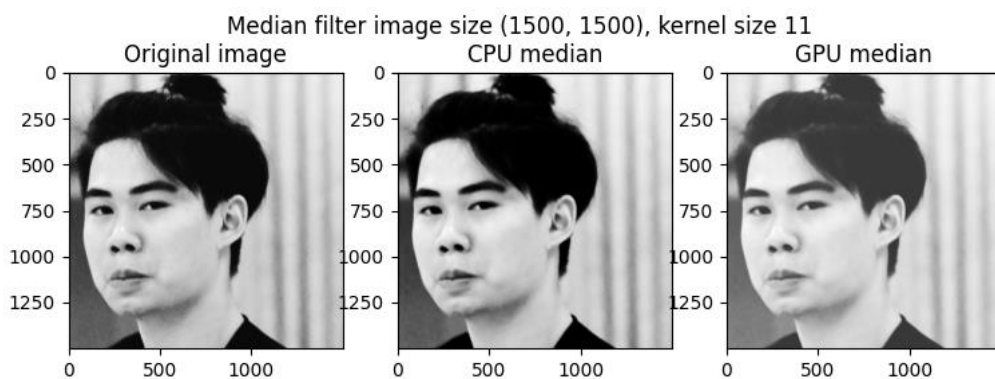 Median filter image size (1500, 1500), kernel size 11
Original image CPU median GPU median
0 0 0
250 250 250
500 500 500
750 750 750
1000 1000 1000
1250 1250 1250
0 500 1000 0 500 1000 0 500 1000